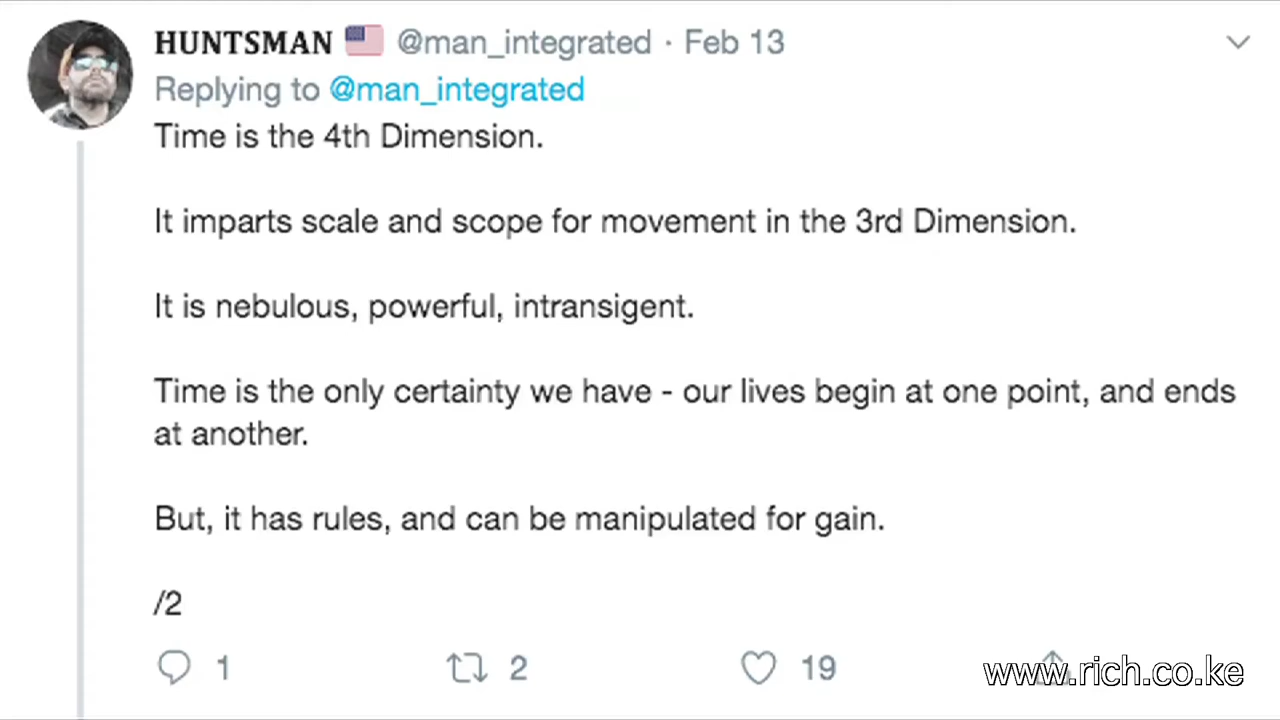 HUNTSMAN 🇺🇸 @man_integrated · Feb 13
Replying to @man_integrated
Time is the 4th Dimension.
It imparts scale and scope for movement in the 3rd Dimension.
It is nebulous, powerful, intransigent.
Time is the only certainty we have - our lives begin at one point, and ends
at another.
But, it has rules, and can be manipulated for gain.
/2
1 2 19
www.rich.co.ke